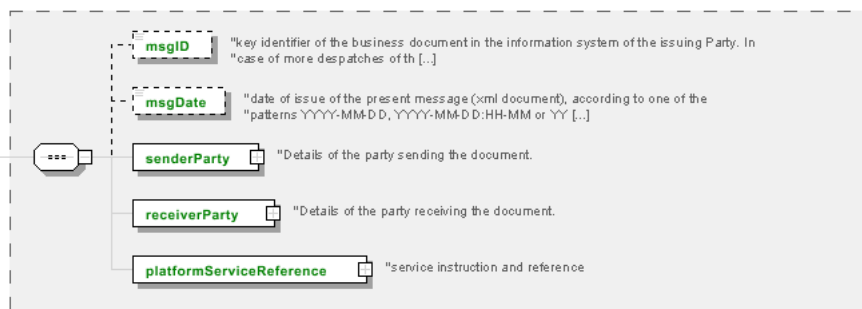 msgID
"key identifier of the business document in the information system of the issuing Party. In
"case of more despatches of th [...]
msgDate
"date of issue of the present message (xml document), according to one of the
"patterns YYYY-MM-DD, YYYY-MM-DD:HH-MM or YY [...]
senderParty
"Details of the party sending the document.
receiverParty
"Details of the party receiving the document.
platformServiceReference
"service instruction and reference